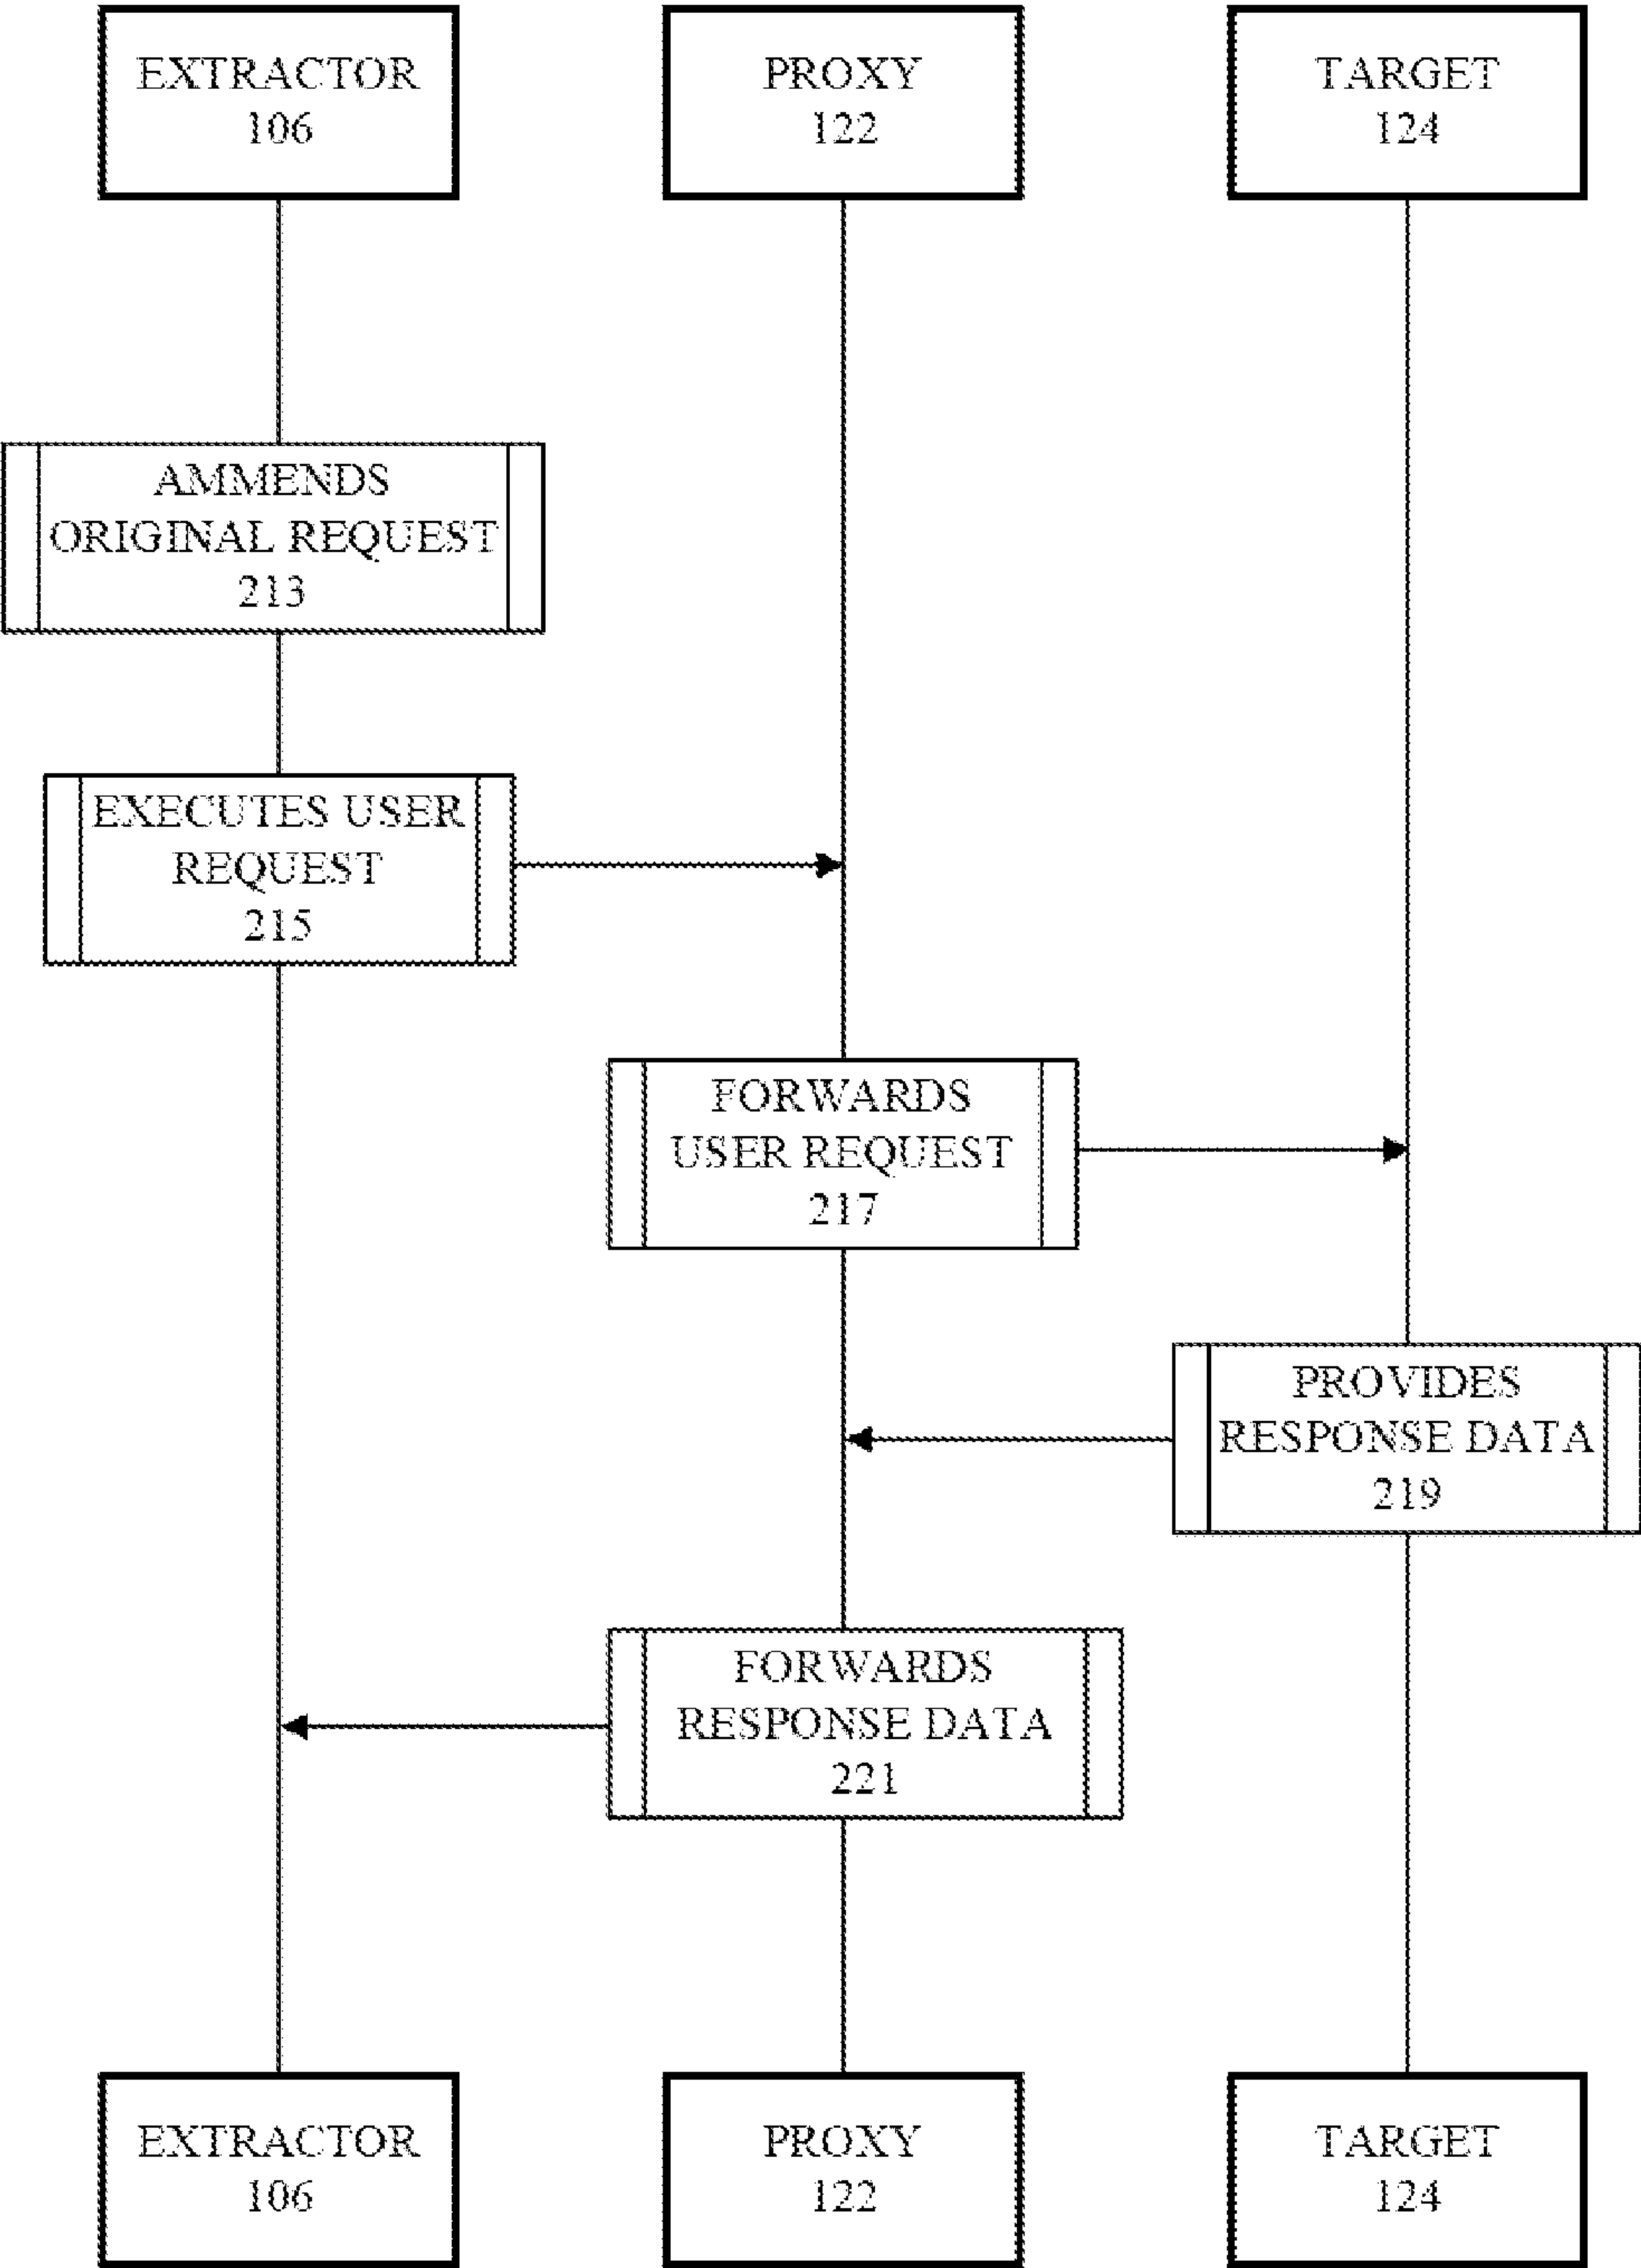 EXTRACTOR
106
PROXY
122
TARGET
124
AMMENDS
ORIGINAL REQUEST
213
EXECUTES USER
REQUEST
215
FORWARDS
USER REQUEST
217
PROVIDES
RESPONSE DATA
219
FORWARDS
RESPONSE DATA
221
EXTRACTOR
106
PROXY
122
TARGET
124